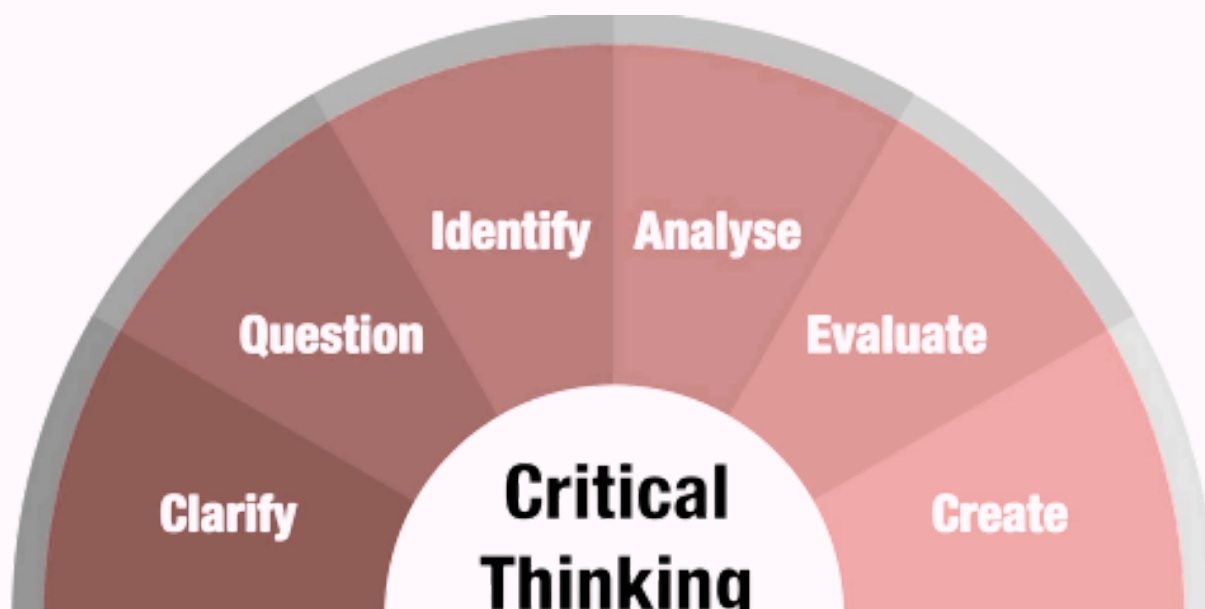 Clarify
Question
Identify
Analyse
Evaluate
Create
Critical
Thinking